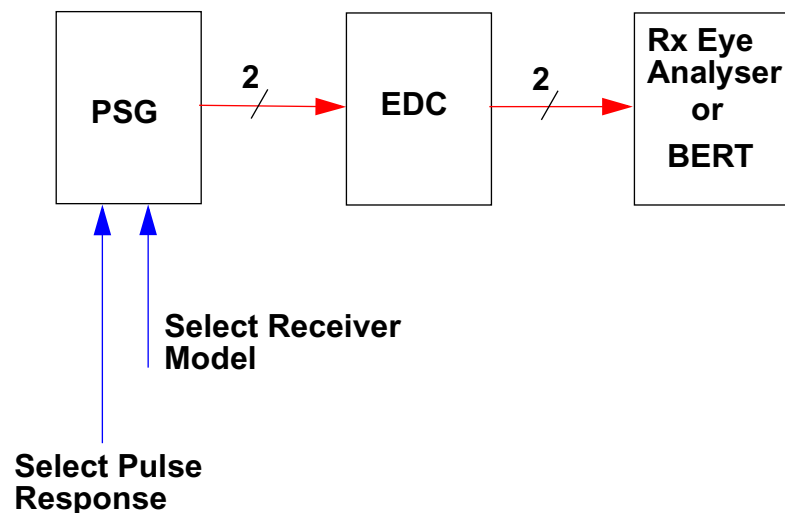 PSG
2
EDC
2
Rx Eye
Analyser
or
BERT
Select Receiver
Model
Select Pulse
Response